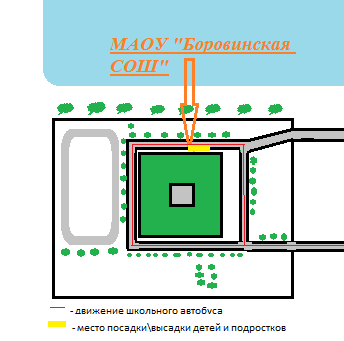 МАОУ "Боровинская
СОШ"
- движение школьного автобуса
- место посадки\высадки детей и подростков